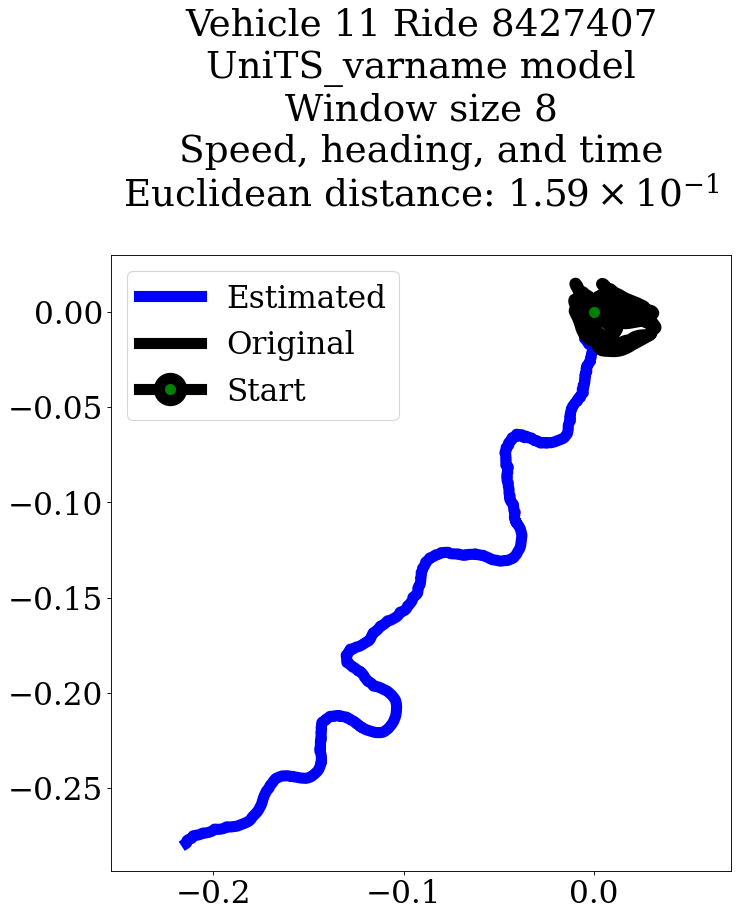 Vehicle 11 Ride 8427407
UniTS_varname model
Window size 8
Speed, heading, and time
Euclidean distance: $1.59 \times 10^{-1}$
Estimated
Original
Start
0.00
−0.05
−0.10
−0.15
−0.20
−0.25
−0.2 −0.1 0.0